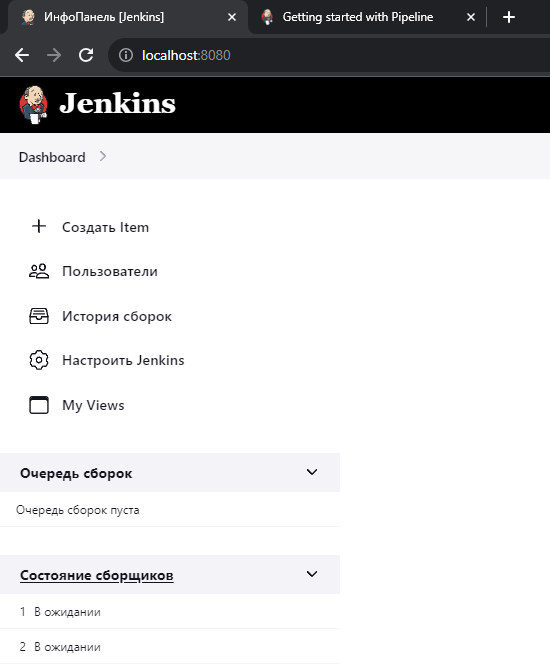 ИнфоПанель [Jenkins]
Getting started with Pipeline
localhost:8080
Jenkins
Dashboard
Создать Item
Пользователи
История сборок
Настроить Jenkins
My Views
Очередь сборок
Очередь сборок пуста
Состояние сборщиков
1 В ожидании
2 В ожидании